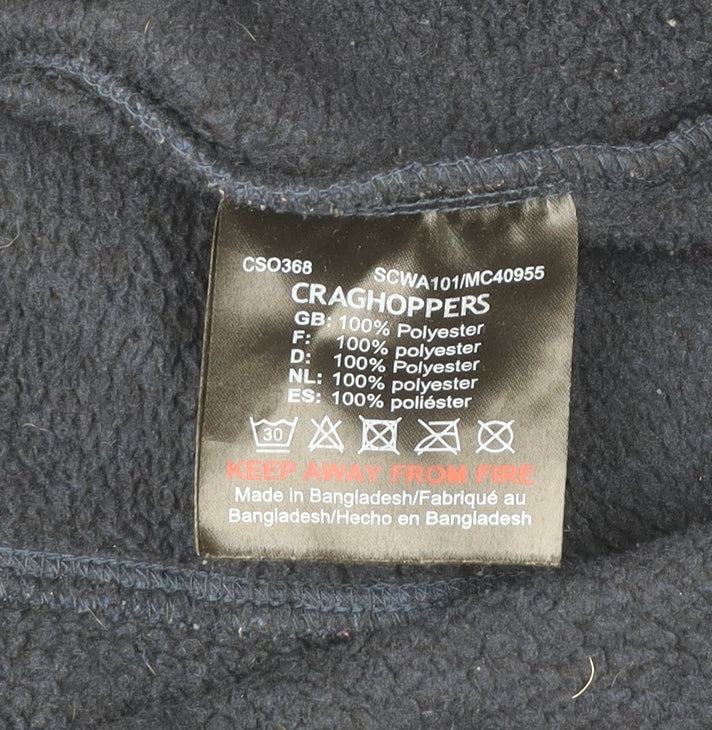 CSO368 SCWA101/MC40955
CRAGHOPPERS
GB: 100% Polyester
F: 100% polyester
D: 100% Polyester
NL: 100% polyester
ES: 100% poliéster
30
KEEP AWAY FROM FIRE
Made in Bangladesh/Fabriqué au
Bangladesh/Hecho en Bangladesh